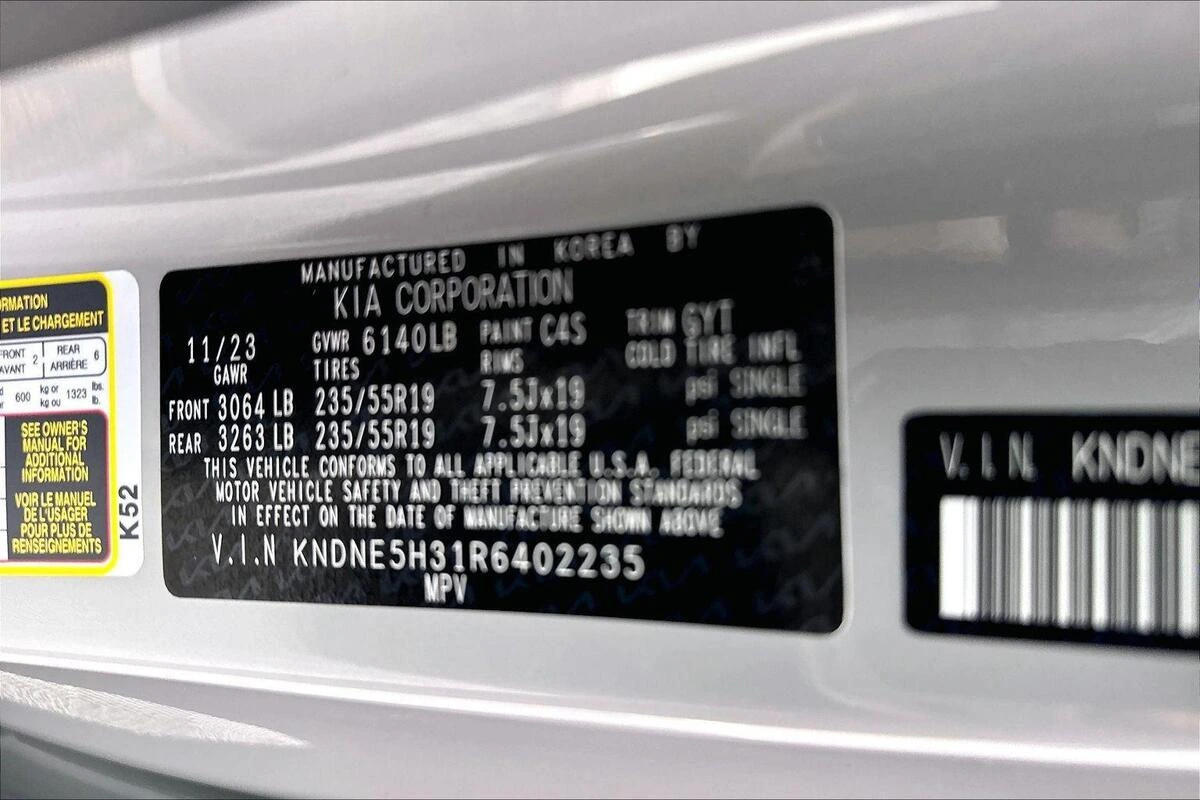 RMATION
ET LE CHARGEMENT
FRONT 2 REAR 6
AVANT ARRIÈRE
600 kg or 1323 lbs.
kg ou lb.
SEE OWNER'S
MANUAL FOR
ADDITIONAL
INFORMATION
VOIR LE MANUEL
DE L'USAGER
POUR PLUS DE
RENSEIGNEMENTS
K52
MANUFACTURED IN KOREA BY
KIA CORPORATION
11/23 GVWR 6140LB PAINT C4S TRIM GYT
GAWR TIRES RIMS COLD TIRE INFL
FRONT 3064 LB 235/55R19 7.5Jx19 psi SINGLE
REAR 3263 LB 235/55R19 7.5Jx19 psi SINGLE
THIS VEHICLE CONFORMS TO ALL APPLICABLE U.S.A. FEDERAL
MOTOR VEHICLE SAFETY AND THEFT PREVENTION STANDARDS
IN EFFECT ON THE DATE OF MANUFACTURE SHOWN ABOVE
V.I.N KNDNE5H31R6402235
MPV
V.I.N. KNDNE